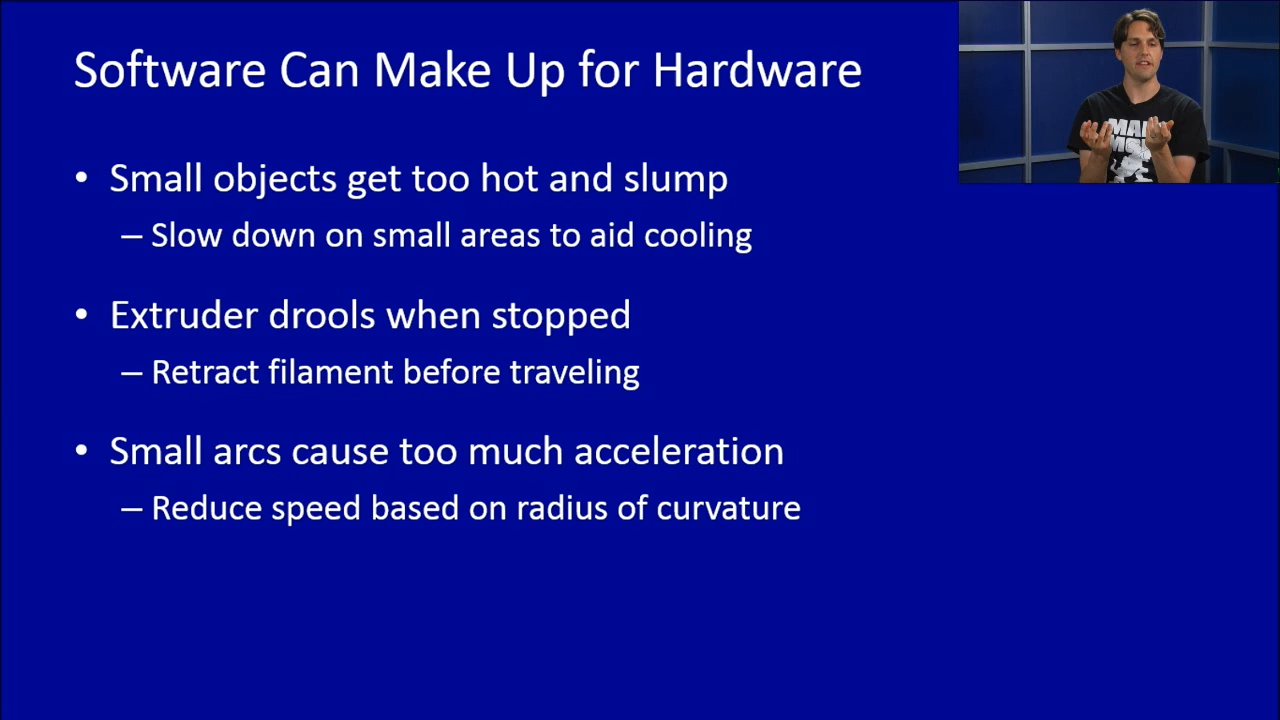 Software Can Make Up for Hardware
• Small objects get too hot and slump
– Slow down on small areas to aid cooling
• Extruder drools when stopped
– Retract filament before traveling
• Small arcs cause too much acceleration
– Reduce speed based on radius of curvature